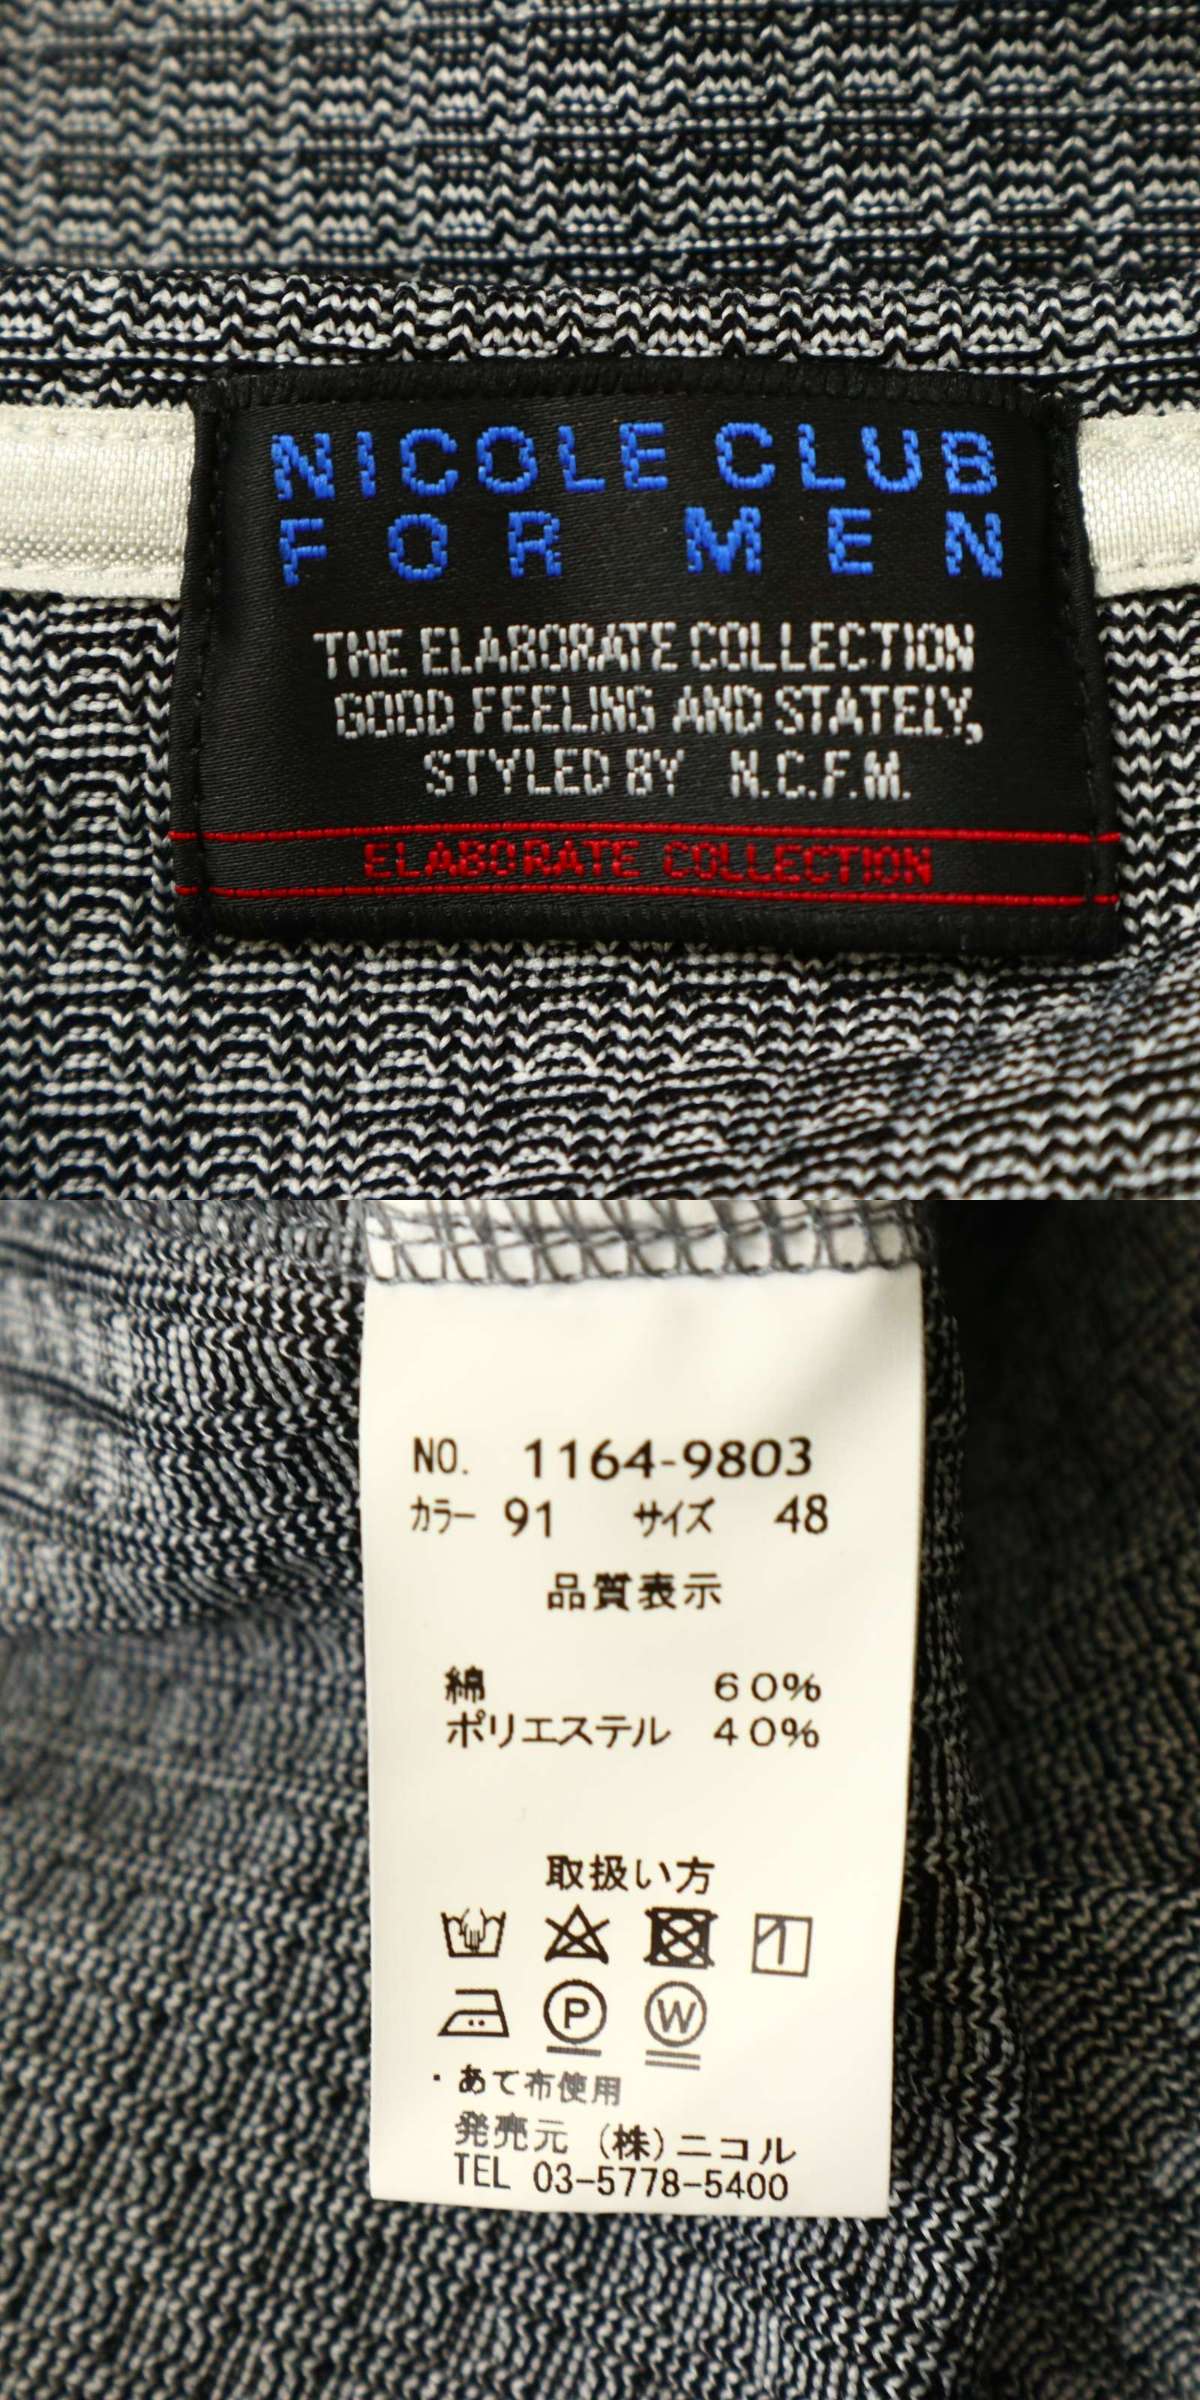 NICOLE CLUB
FOR MEN
THE ELABORATE COLLECTION
GOOD FEELING AND STATELY,
STYLED BY N.C.F.M.
ELABORATE COLLECTION
NO. 1164-9803
カラー 91 サイズ 48
品質表示
綿 60%
ポリエステル 40%
取扱い方
P W
・あて布使用
発売元 (株)ニコル
TEL 03-5778-5400